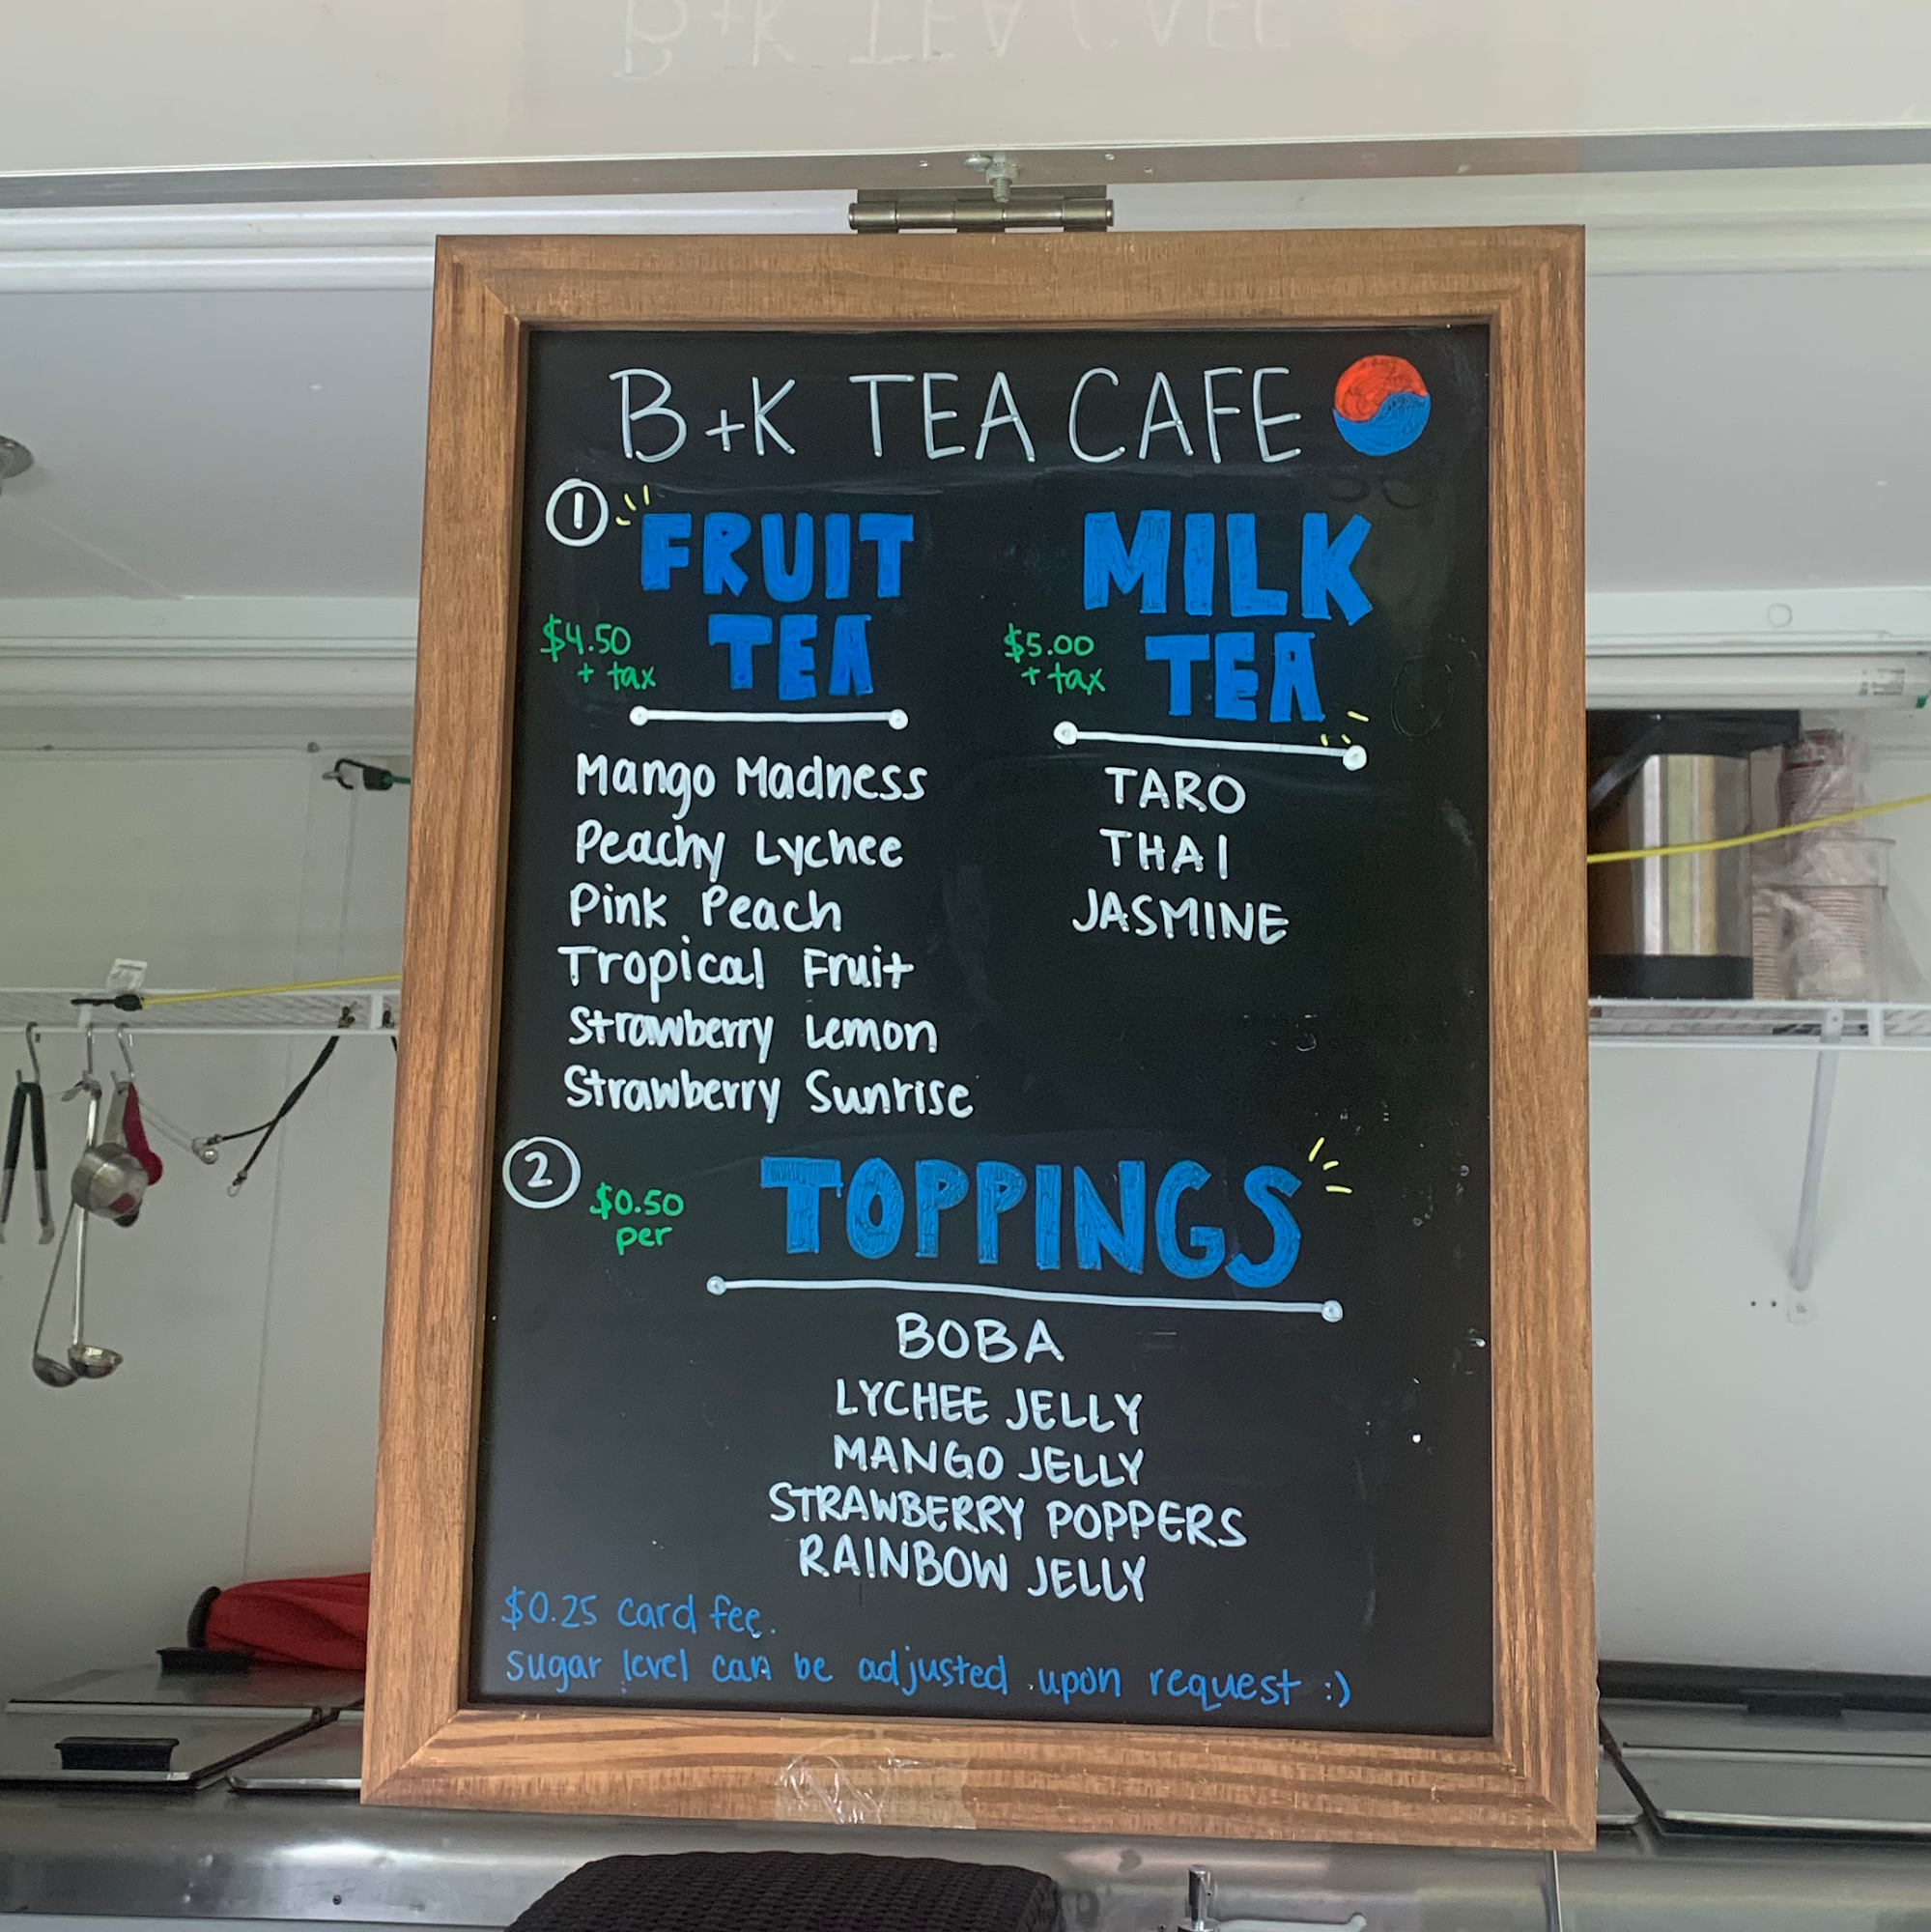 B+K TEA CAFE
B+K TEA CAFE
①
FRUIT
TEA
$4.50
+ tax
Mango Madness
Peachy Lychee
Pink Peach
Tropical Fruit
Strawberry Lemon
Strawberry Sunrise
MILK
TEA
$5.00
+ tax
TARO
THAI
JASMINE
②
$0.50
per
TOPPINGS
BOBA
LYCHEE JELLY
MANGO JELLY
STRAWBERRY POPPERS
RAINBOW JELLY
$0.25 card fee.
sugar level can be adjusted upon request :)